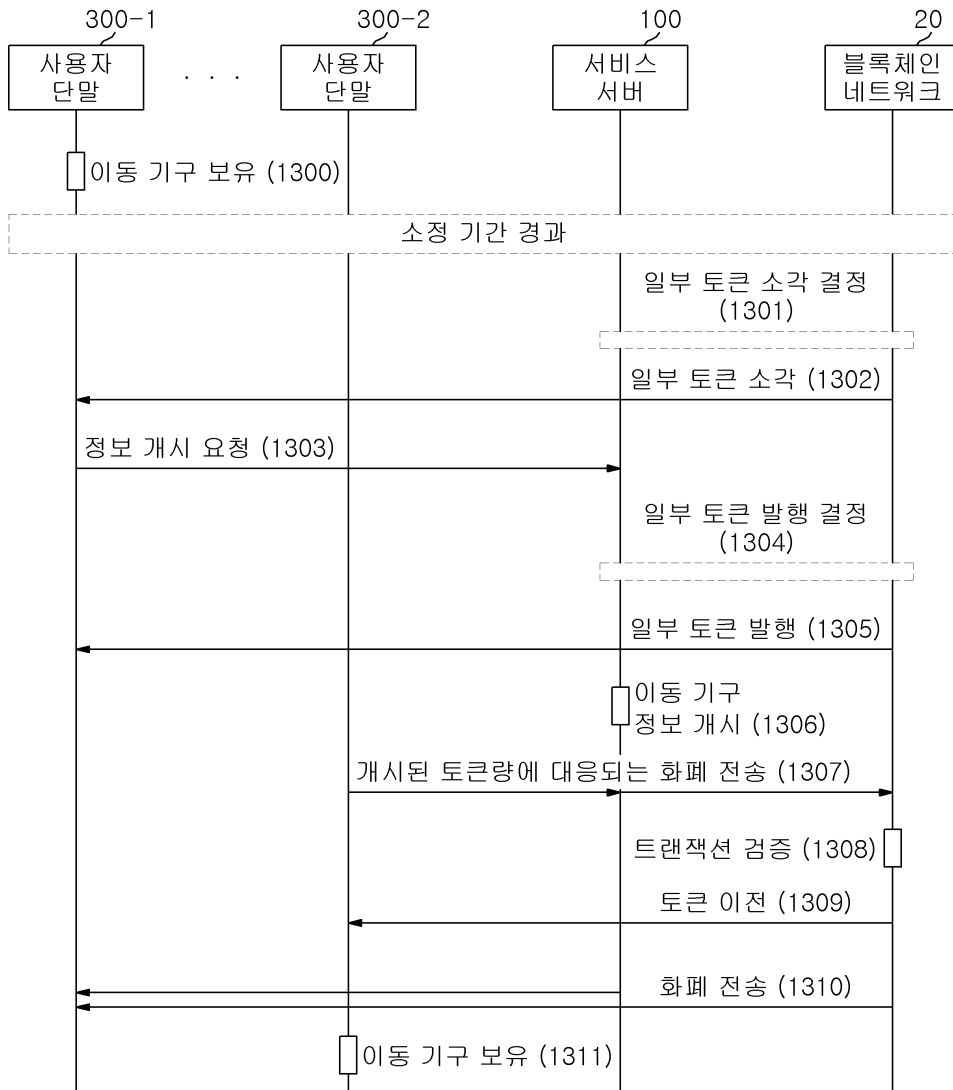 300-1
300-2
100
20
사용자
단말
. . .
사용자
단말
서비스
서버
블록체인
네트워크
이동 기구 보유 (1300)
소정 기간 경과
일부 토큰 소각 결정
(1301)
일부 토큰 소각 (1302)
정보 개시 요청 (1303)
일부 토큰 발행 결정
(1304)
일부 토큰 발행 (1305)
이동 기구
정보 개시 (1306)
개시된 토큰량에 대응되는 화폐 전송 (1307)
트랜잭션 검증 (1308)
토큰 이전 (1309)
화폐 전송 (1310)
이동 기구 보유 (1311)